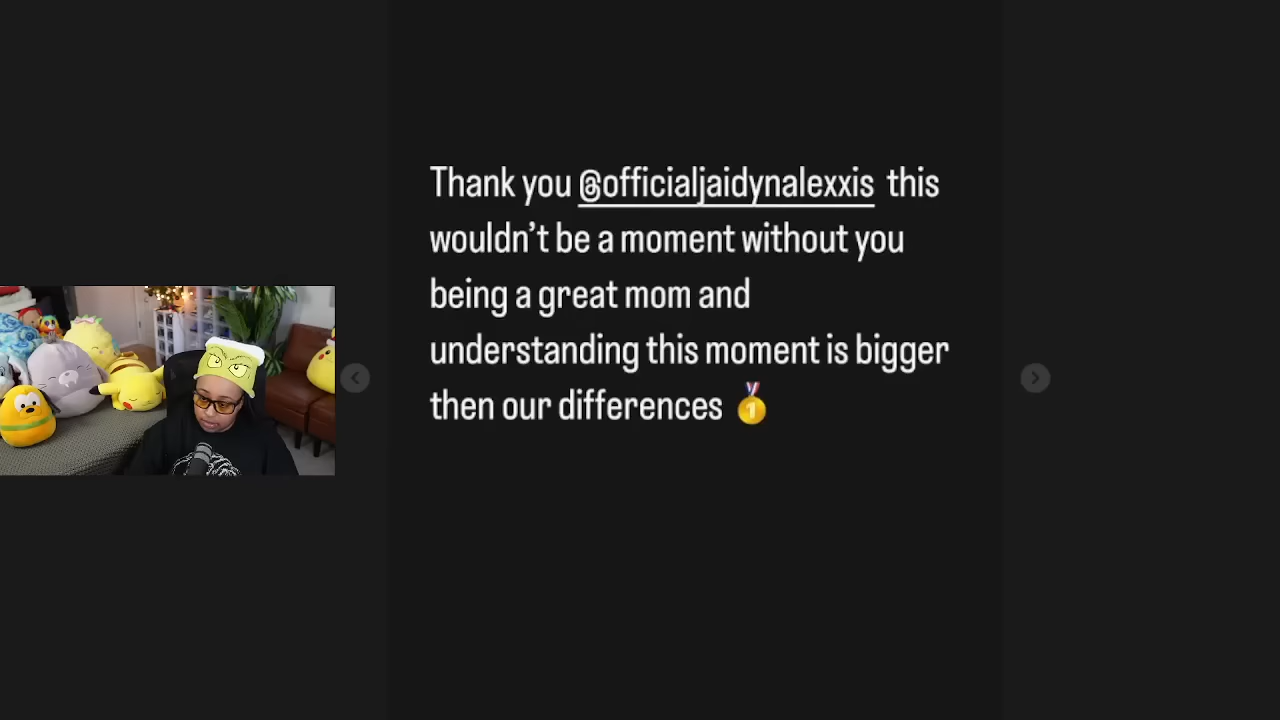 Thank you @officialjaidynalexxis this
wouldn’t be a moment without you
being a great mom and
understanding this moment is bigger
then our differences 🏅